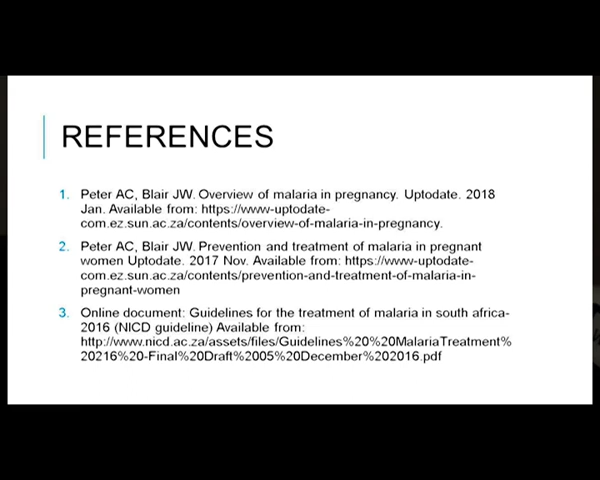 REFERENCES
1. Peter AC, Blair JW. Overview of malaria in pregnancy. Uptodate. 2018
Jan. Available from: https://www-uptodate-
com.ez.sun.ac.za/contents/overview-of-malaria-in-pregnancy.
2. Peter AC, Blair JW. Prevention and treatment of malaria in pregnant
women Uptodate. 2017 Nov. Available from: https://www-uptodate-
com.ez.sun.ac.za/contents/prevention-and-treatment-of-malaria-in-
pregnant-women
3. Online document: Guidelines for the treatment of malaria in south africa-
2016 (NICD guideline) Available from:
http://www.nicd.ac.za/assets/files/Guidelines%20%20MalariaTreatment%
20216%20-Final%20Draft%2005%20December%202016.pdf